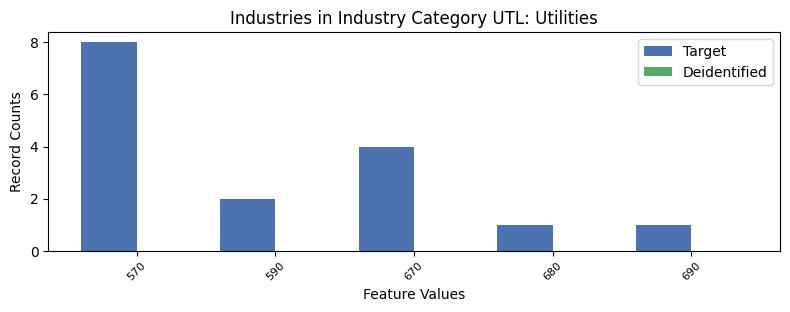 Industries in Industry Category UTL: Utilities
Target
Deidentified
Record Counts
8
6
4
2
0
570
590
670
680
690
Feature Values